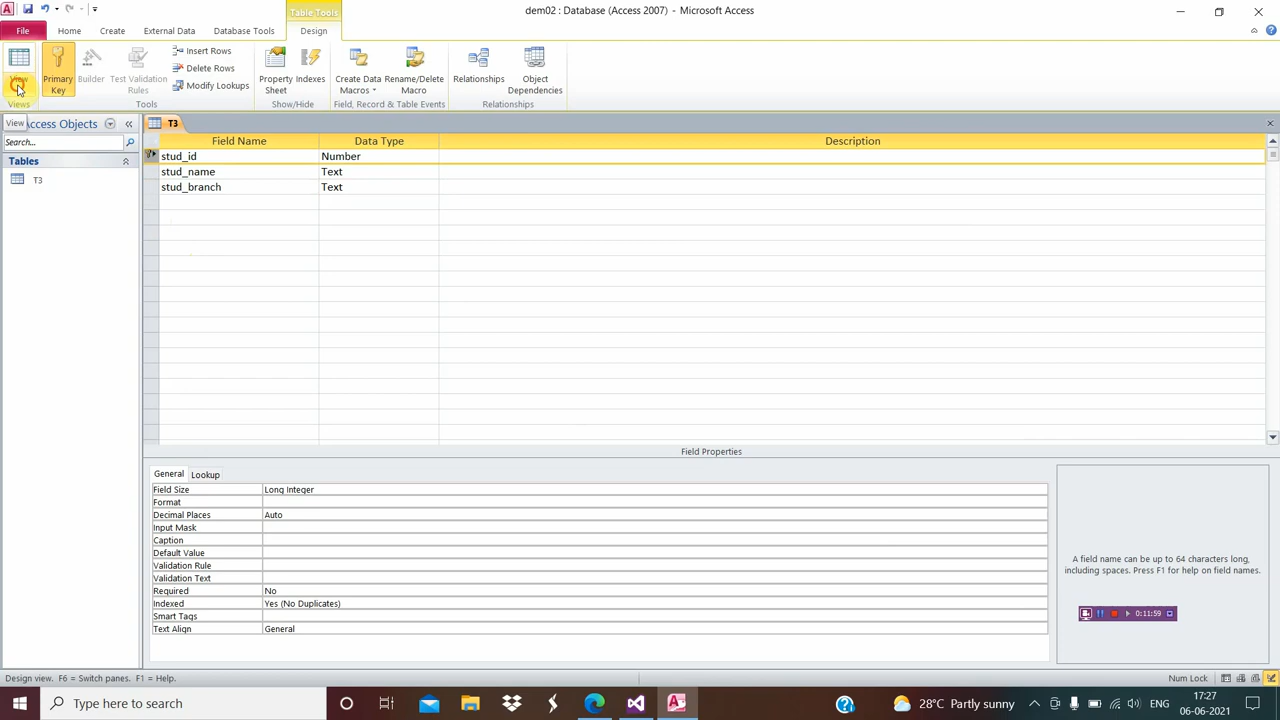 Table Tools
dem02 : Database (Access 2007) - Microsoft Access
File Home Create External Data Database Tools Design
View
Primary Key
Builder
Test Validation Rules
Insert Rows
Delete Rows
Modify Lookups
Property Sheet
Indexes
Create Data Macros
Rename/Delete Macro
Relationships
Object Dependencies
Views Tools Show/Hide Field, Record & Table Events Relationships
View
Access Objects
Search...
Tables
T3
T3
Field Name Data Type Description
stud_id Number
stud_name Text
stud_branch Text
Field Properties
General Lookup
Field Size Long Integer
Format
Decimal Places Auto
Input Mask
Caption
Default Value
Validation Rule
Validation Text
Required No
Indexed Yes (No Duplicates)
Smart Tags
Text Align General
A field name can be up to 64 characters long,
including spaces. Press F1 for help on field names.
0:11:59
Design view. F6 = Switch panes. F1 = Help. Num Lock
Type here to search
28°C Partly sunny
ENG
17:27
06-06-2021